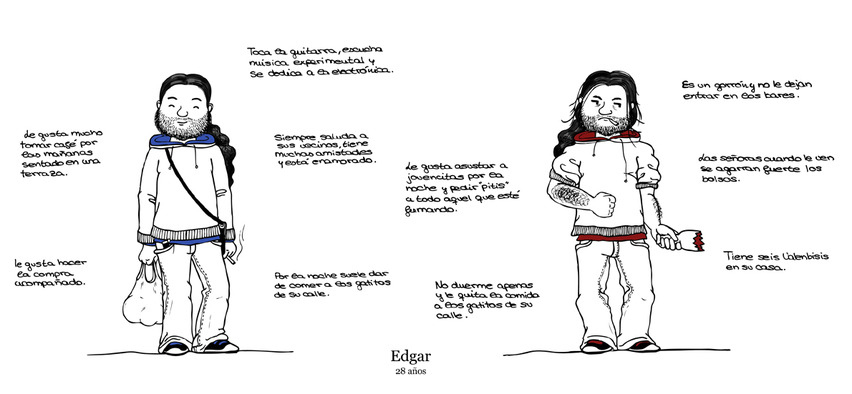 Toca la guitarra, escucha
música experimental y
se dedica a la electrónica.
Le gusta mucho
tomar café por
las mañanas
sentado en una
terraza.
Siempre saluda a
sus vecinos, tiene
muchas amistades
y está enamorado.
le gusta hacer
la compra
acompañado.
Por la noche suele dar
de comer a los gatitos
de su calle.
Es un gorrón y no le dejan
entrar en los bares.
Le gusta asustar a
jovencitas por la
noche y pedir "pitis"
a todo aquel que esté
fumando.
Las señoras cuando le ven
se agarran fuerte los
bolsos.
Tiene seis Valenbisis
en su casa.
No duerme apenas
y le quita la comida
a los gatitos de su
calle.
Edgar
28 años